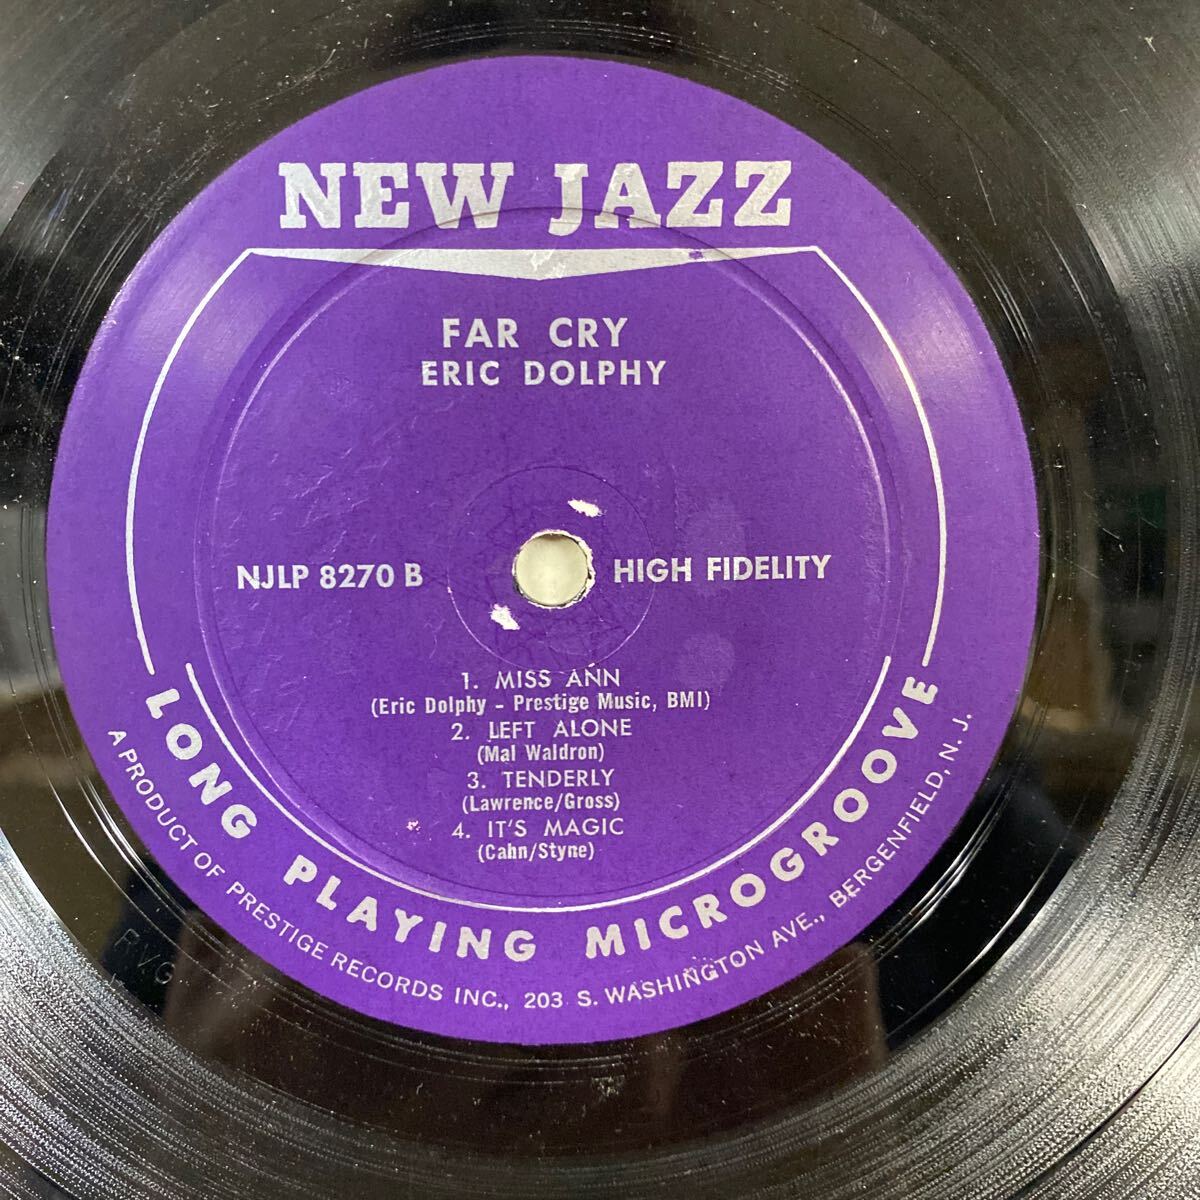 NEW JAZZ
FAR CRY
ERIC DOLPHY
NJLP 8270 B
HIGH FIDELITY
1. MISS ANN
(Eric Dolphy - Prestige Music, BMI)
2. LEFT ALONE
(Mal Waldron)
3. TENDERLY
(Lawrence/Gross)
4. IT'S MAGIC
(Cahn/Styne)
LONG PLAYING MICROGROOVE
A PRODUCT OF PRESTIGE RECORDS INC., 203 S. WASHINGTON AVE., BERGENFIELD, N. J.
RVG